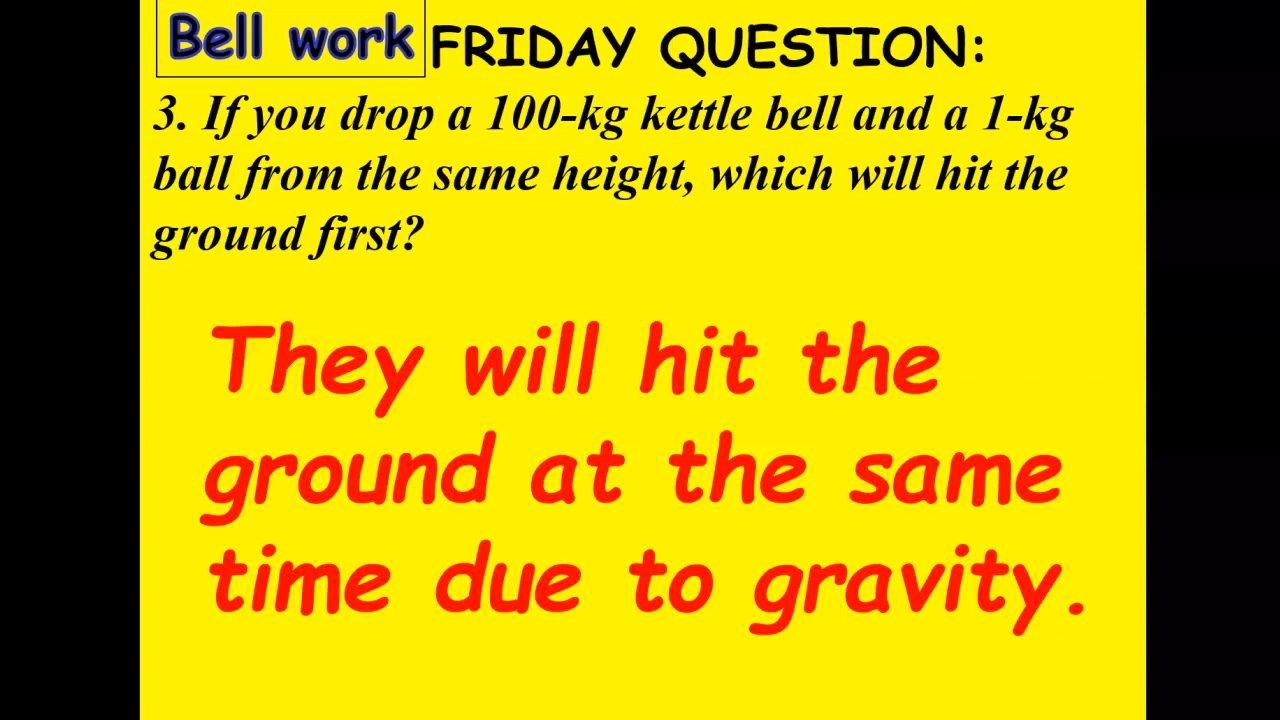 Bell work FRIDAY QUESTION:
3. If you drop a 100-kg kettle bell and a 1-kg
ball from the same height, which will hit the
ground first?
They will hit the
ground at the same
time due to gravity.